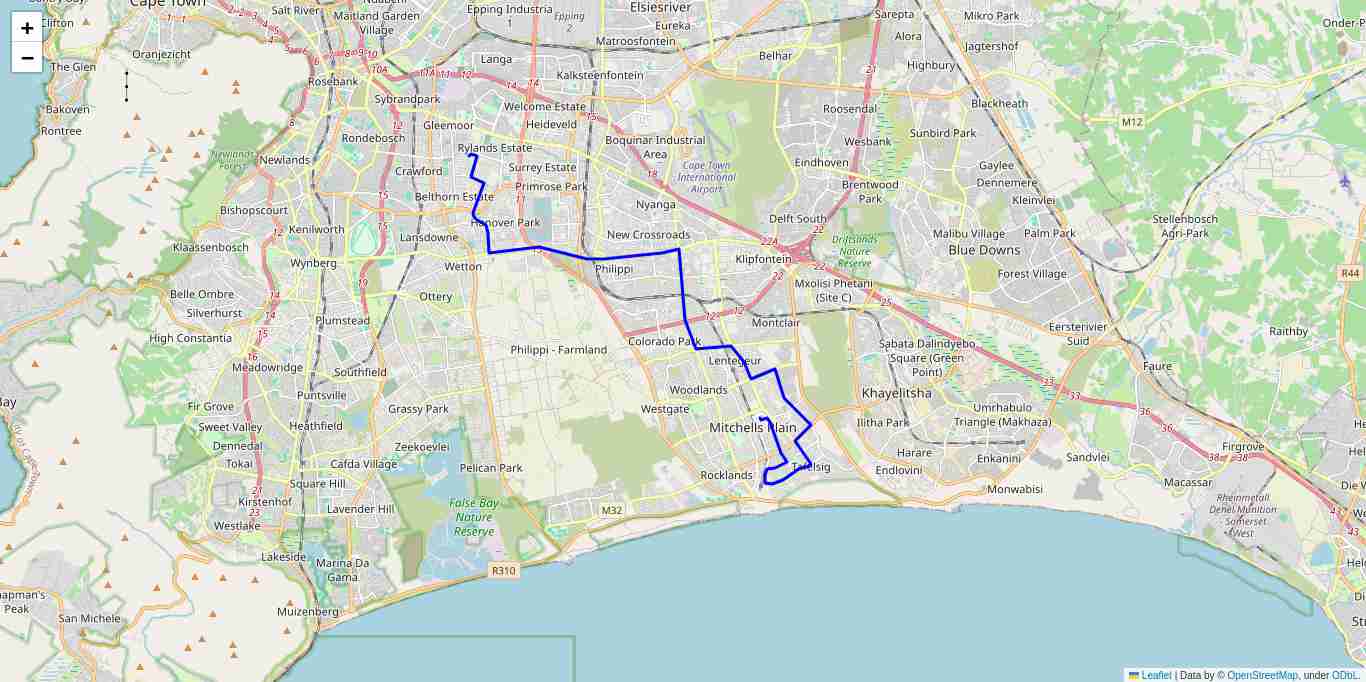 +
−
Cape Town
Clifton
Salt River
Ndabeni
Maitland Garden
Village
Epping Industria
1
Epping
2
Elsiesriver
Eureka
Matroosfontein
Sarepta
Mikro Park
Alora
Jagtershof
Highbury
Oranjezicht
The Glen
Rosebank
Langa
Kalksteenfontein
Belhar
Bakoven
Rontree
Sybrandpark
Welcome Estate
Heideveld
Gleemoor
Rondebosch
Roosendal
Wesbank
Blackheath
M12
Sunbird Park
Boquinar Industrial
Area
Rylands Estate
Newlands
Newlands
Forest
Crawford
Surrey Estate
Cape Town
International
Airport
Eindhoven
Gaylee
Dennemere
Belthorn Estate
Primrose Park
Brentwood
Park
Kleinvlei
Bishopscourt
Nyanga
Hanover Park
Delft South
Stellenbosch
Agri-Park
Kenilworth
Lansdowne
New Crossroads
Malibu Village
Palm Park
Klaassenbosch
Driftsands
Nature
Reserve
Blue Downs
Wynberg
Wetton
Philippi
Klipfontein
Forest Village
R44
Belle Ombre
Silverhurst
Ottery
Mxolisi Phetani
(Site C)
Plumstead
Montclair
Eersterivier
Suid
Raithby
High Constantia
Colorado Park
Sabata Dalindyebo
Square (Green
Point)
Philippi - Farmland
Lentegeur
Meadowridge
Southfield
Faure
Woodlands
Khayelitsha
Puntsville
Fir Grove
Grassy Park
Westgate
Umrhabulo
Triangle (Makhaza)
Sweet Valley
Heathfield
Mitchells Plain
Ilitha Park
Dennedal
Zeekoevlei
Firgrove
Tokai
Cafda Village
Pelican Park
Harare
Enkanini
Sandvlei
Tafelsig
Endlovini
Square Hill
Rocklands
Macassar
Monwabisi
Kirstenhof
Lavender Hill
False Bay
Nature
Reserve
M32
Rheinmetall
Denel Munition
- Somerset
West
Westlake
Lakeside
Marina Da
Gama
R310
Chapman's
Peak
Muizenberg
San Michele
Leaflet | Data by © OpenStreetMap, under ODbL.